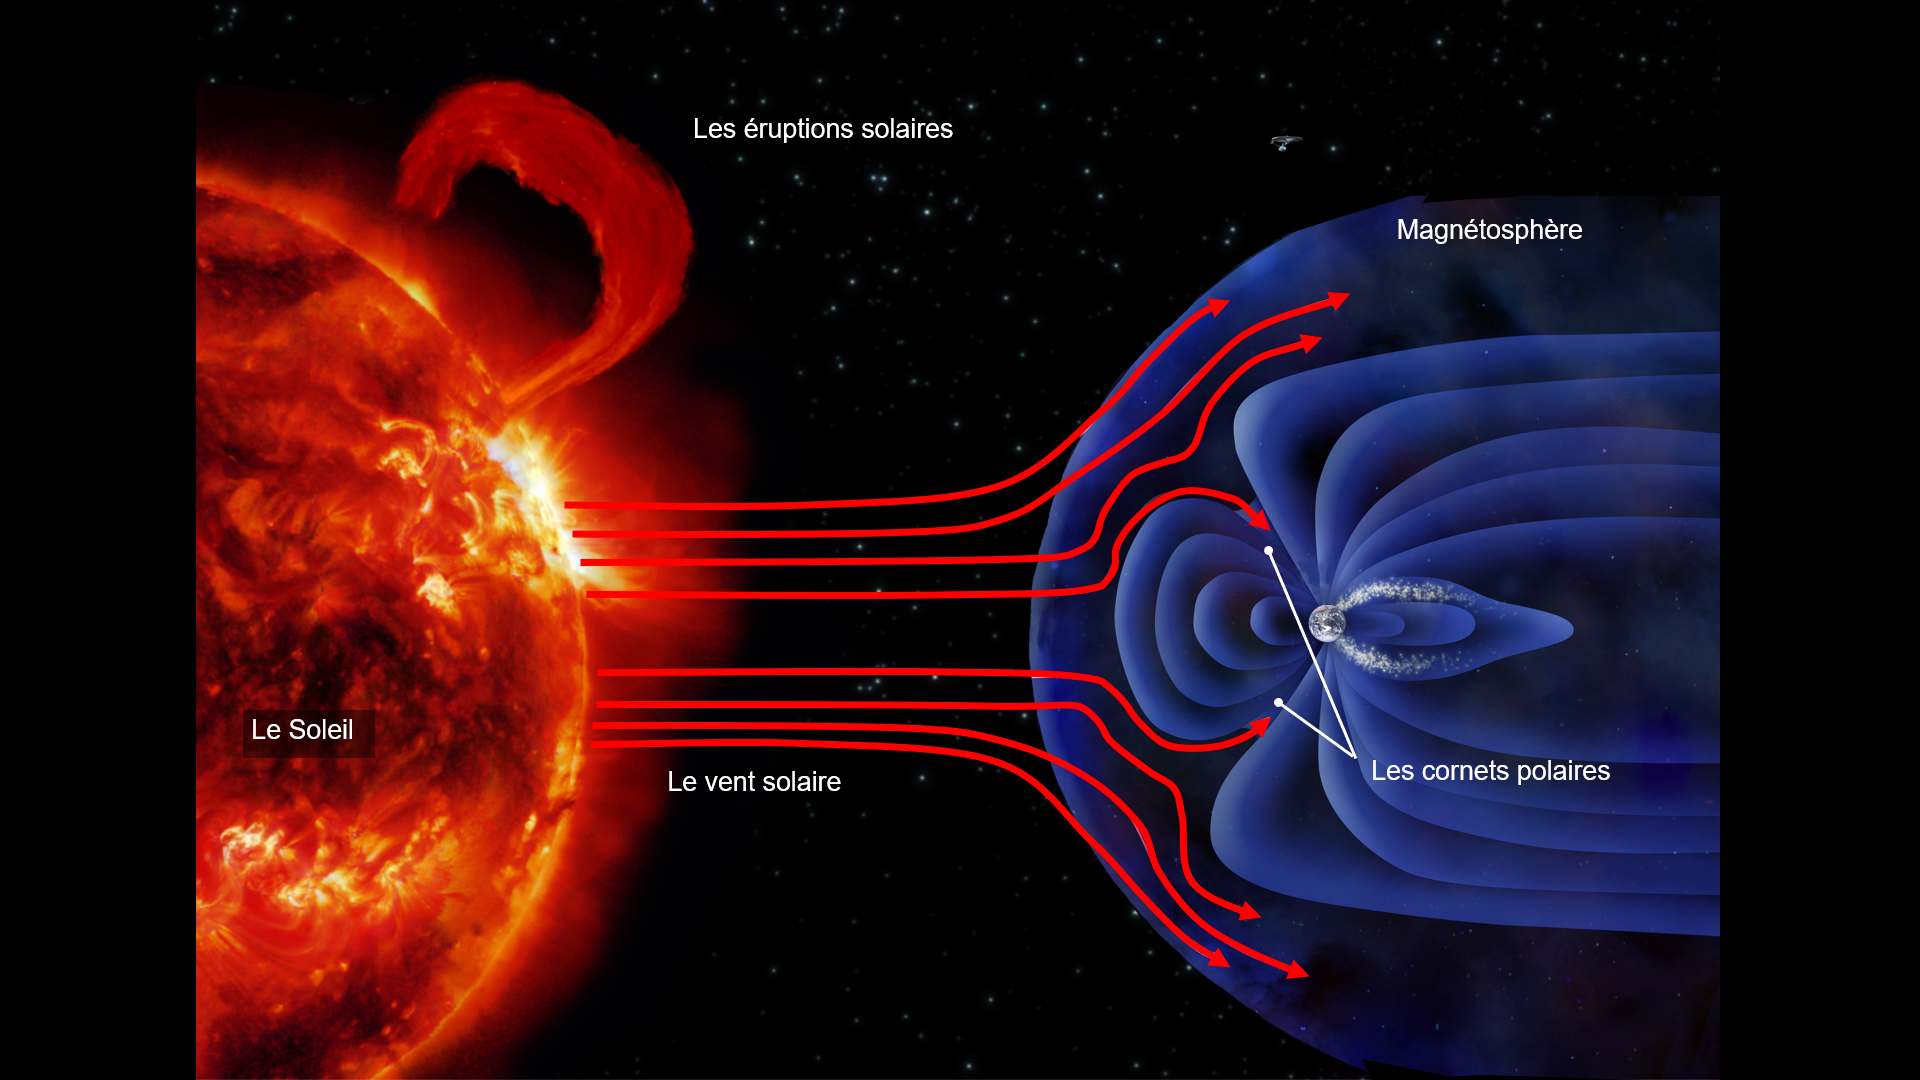 Les éruptions solaires
Magnétosphère
Le Soleil
Le vent solaire
Les cornets polaires